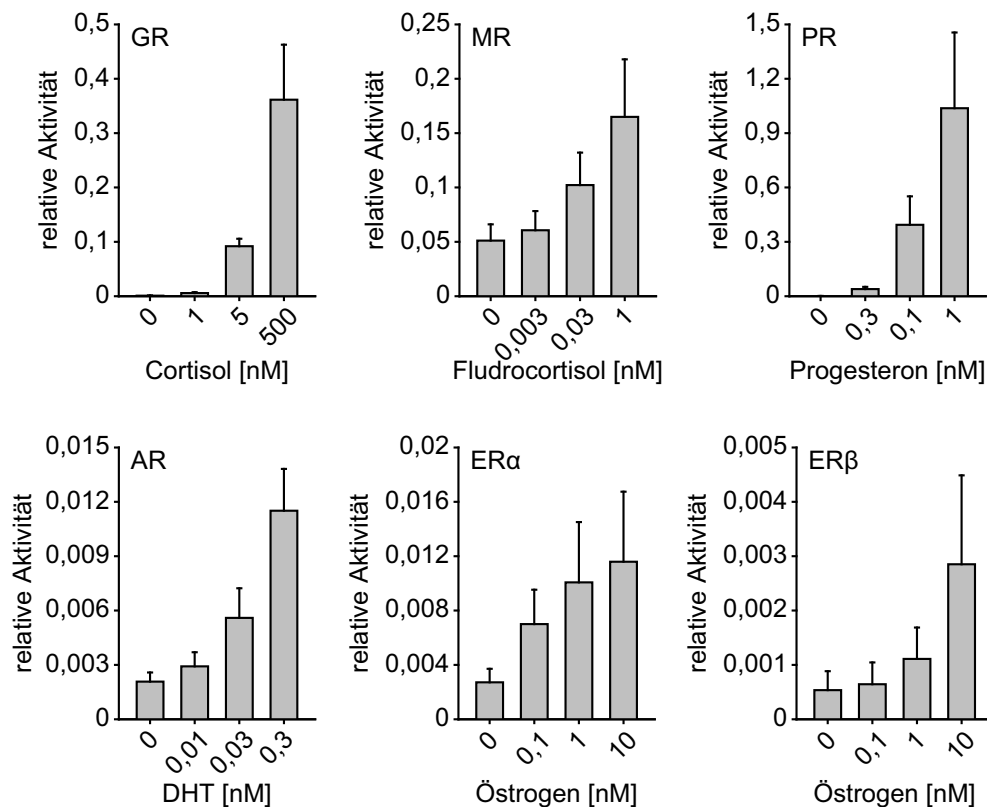 GR
relative Aktivität
0,5
0,4
0,3
0,2
0,1
0
0 1 5 500
Cortisol [nM]
MR
relative Aktivität
0,25
0,2
0,15
0,1
0,05
0
0 0,003 0,03 1
Fludrocortisol [nM]
PR
relative Aktivität
1,5
1,2
0,9
0,6
0,3
0
0 0,3 0,1 1
Progesteron [nM]
AR
relative Aktivität
0,015
0,012
0,009
0,006
0,003
0
0 0,01 0,03 0,3
DHT [nM]
ERα
relative Aktivität
0,02
0,016
0,012
0,008
0,004
0
0 0,1 1 10
Östrogen [nM]
ERβ
relative Aktivität
0,005
0,004
0,003
0,002
0,001
0
0 0,1 1 10
Östrogen [nM]